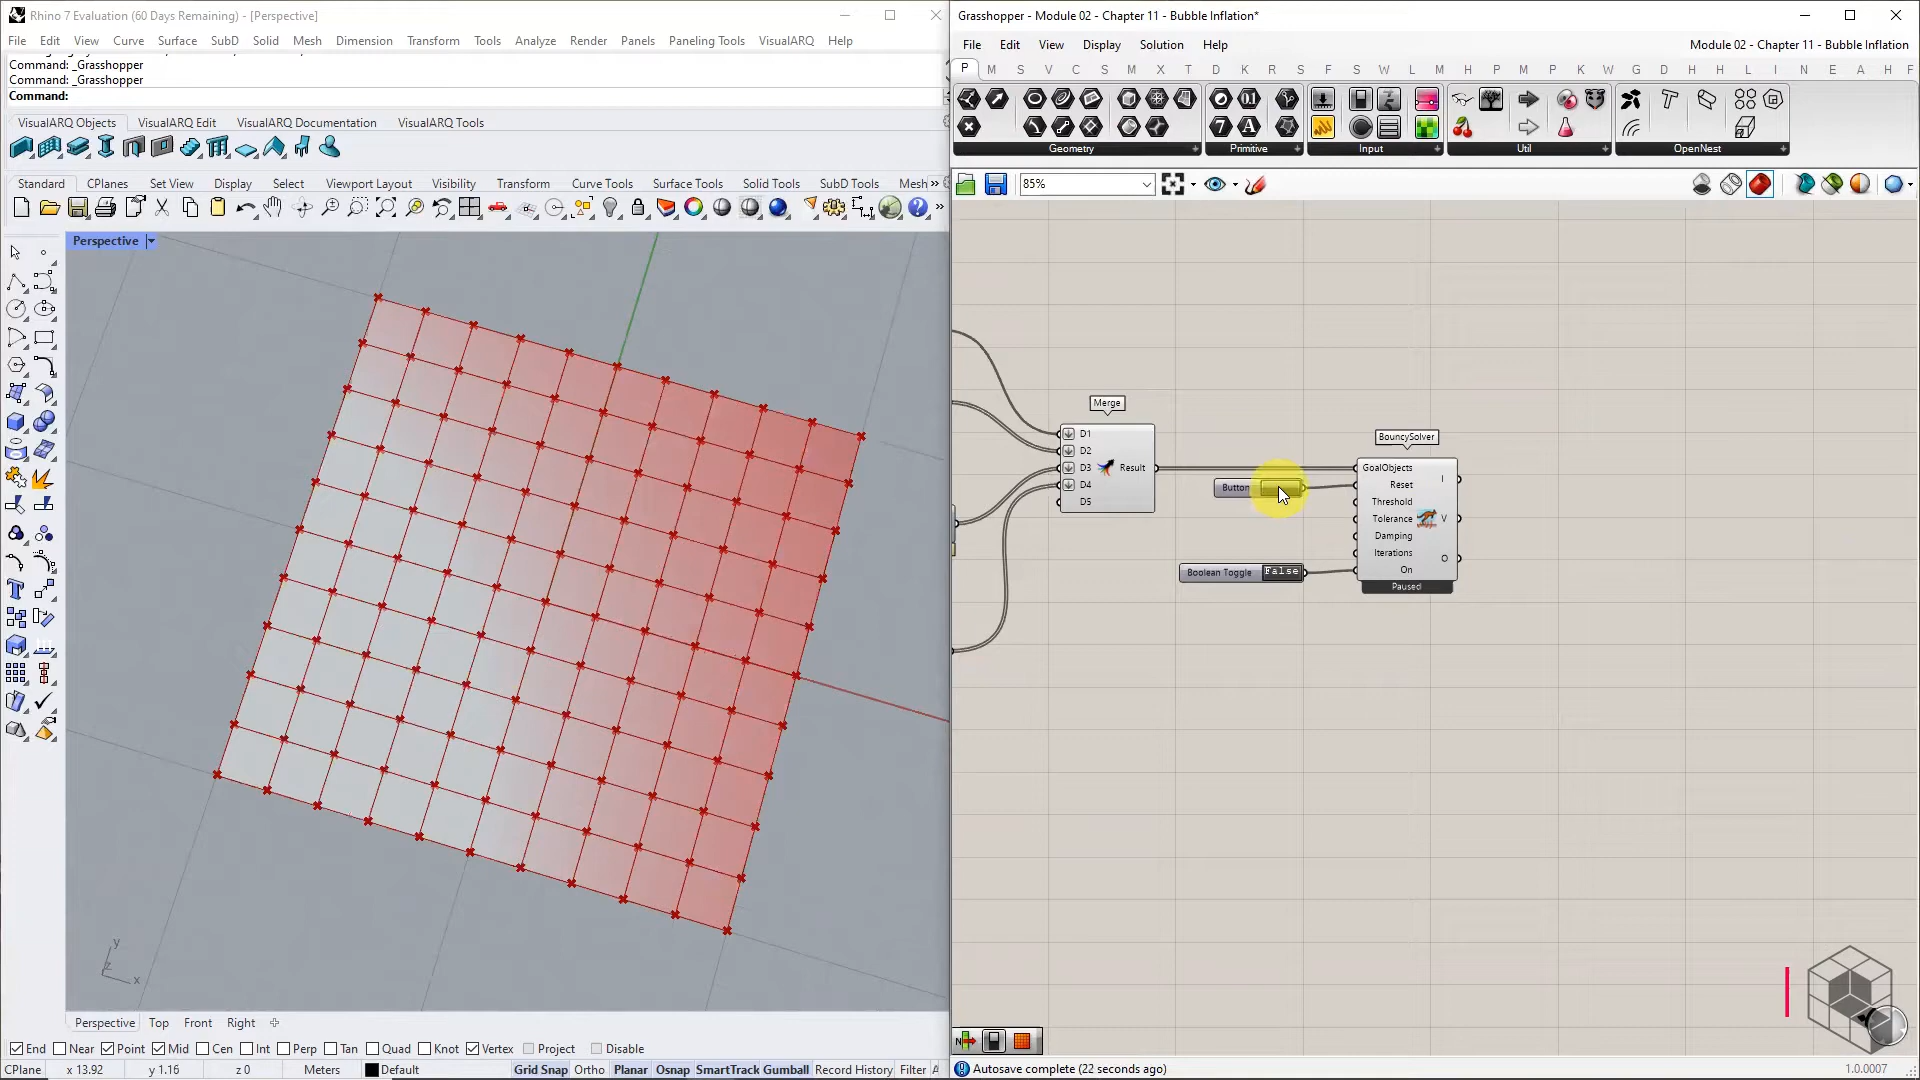 Rhino 7 Evaluation (60 Days Remaining) - [Perspective]
File Edit View Curve Surface SubD Solid Mesh Dimension Transform Tools Analyze Render Panels Paneling Tools VisualARQ Help
Command: _Grasshopper
Command: _Grasshopper
Command:
VisualARQ Objects VisualARQ Edit VisualARQ Documentation VisualARQ Tools
Standard CPlanes Set View Display Select Viewport Layout Visibility Transform Curve Tools Surface Tools Solid Tools SubD Tools Mesh »
Perspective
y
z
x
Perspective Top Front Right
End Near Point Mid Cen Int Perp Tan Quad Knot Vertex Project Disable
CPlane x 13.92 y 1.16 z 0 Meters Default Grid Snap Ortho Planar Osnap SmartTrack Gumball Record History Filter
Grasshopper - Module 02 - Chapter 11 - Bubble Inflation*
File Edit View Display Solution Help
Module 02 - Chapter 11 - Bubble Inflation
P M S V C S M X T D K R S F S W L M H P M P K W G D H H L I N E A H F
Geometry Primitive Input Util OpenNest
85%
Merge
D1
D2
D3 Result
D4
D5
Button
Boolean Toggle False
BouncySolver
GoalObjects
I
Reset
Threshold
Tolerance V
Damping
Iterations
O
On
Paused
Autosave complete (22 seconds ago)
1.0.0007